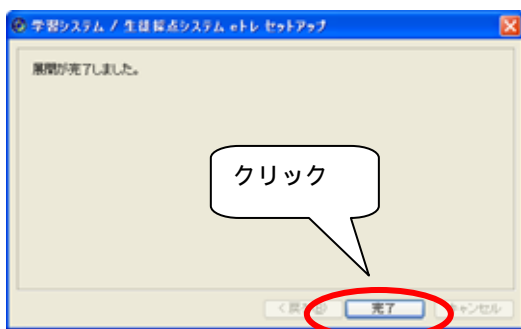 学習システム / 生徒採点システム eトレ セットアップ
展開が完了しました。
クリック
< 戻る(B)
完了
キャンセル